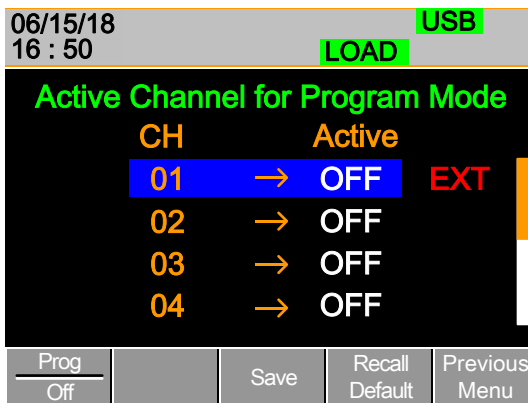 06/15/18
USB
16 : 50
LOAD
Active Channel for Program Mode
CH Active
01 → OFF EXT
02 → OFF
03 → OFF
04 → OFF
Prog
Off
Save
Recall
Default
Previous
Menu